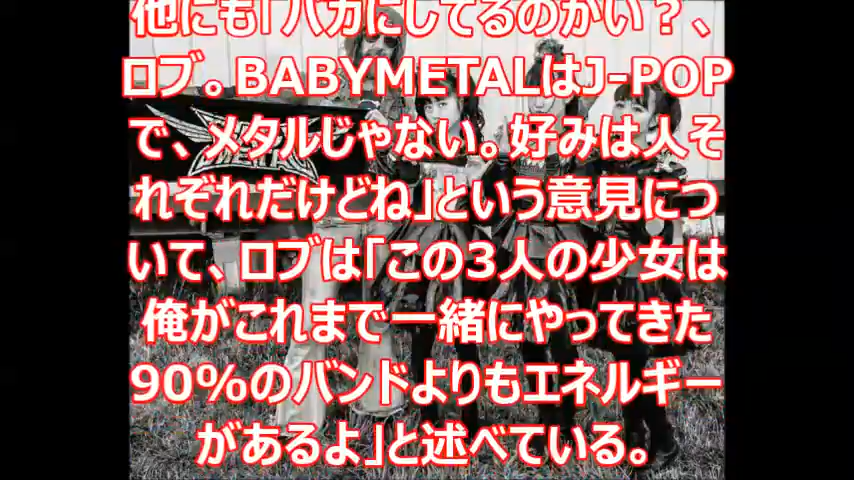 他にも「バカにしてるのかい？、
ロブ。BABYMETALはJ-POP
で、メタルじゃない。好みは人そ
れぞれだけどね」という意見につ
いて、ロブは「この3人の少女は
俺がこれまで一緒にやってきた
90%のバンドよりもエネルギー
があるよ」と述べている。